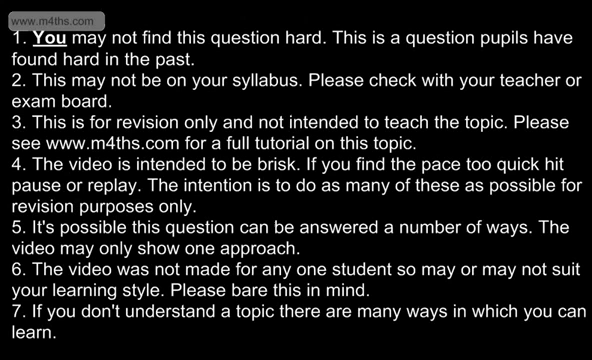 www.m4ths.com
1. You may not find this question hard. This is a question pupils have
found hard in the past.
2. This may not be on your syllabus. Please check with your teacher or
exam board.
3. This is for revision only and not intended to teach the topic. Please
see www.m4ths.com for a full tutorial on this topic.
4. The video is intended to be brisk. If you find the pace too quick hit
pause or replay. The intention is to do as many of these as possible for
revision purposes only.
5. It's possible this question can be answered a number of ways. The
video may only show one approach.
6. The video was not made for any one student so may or may not suit
your learning style. Please bare this in mind.
7. If you don't understand a topic there are many ways in which you can
learn.